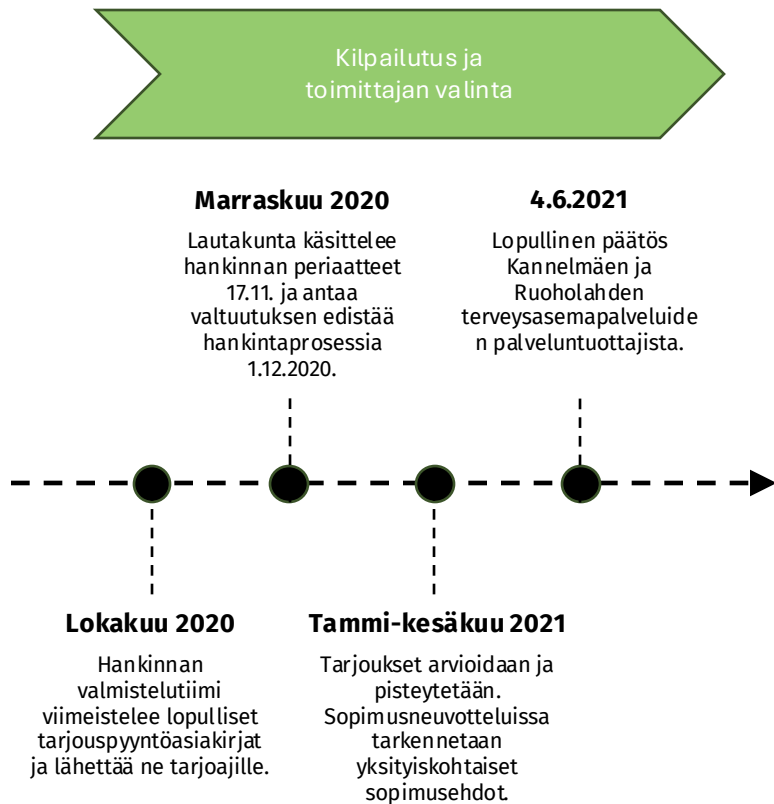 Kilpailutus ja
toimittajan valinta
Marraskuu 2020
Lautakunta käsittelee
hankinnan periaatteet
17.11. ja antaa
valtuutuksen edistää
hankintaprosessia
1.12.2020.
4.6.2021
Lopullinen päätös
Kannelmäen ja
Ruoholahden
terveysasemapalveluide
n palveluntuottajista.
Lokakuu 2020
Hankinnan
valmistelutiimi
viimeistelee lopulliset
tarjouspyyntöasiakirjat
ja lähettää ne tarjoajille.
Tammi-kesäkuu 2021
Tarjoukset arvioidaan ja
pisteytetään.
Sopimusneuvotteluissa
tarkennetaan
yksityiskohtaiset
sopimusehdot.